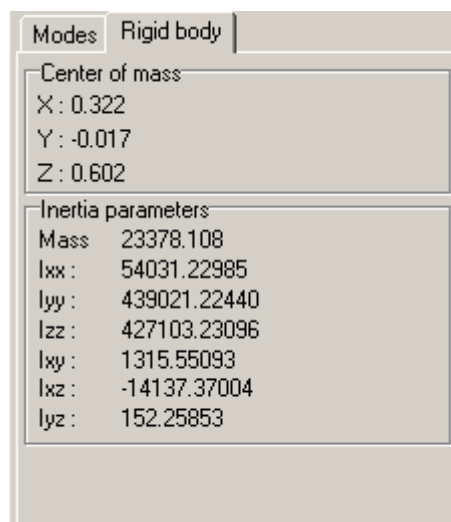 Modes Rigid body
Center of mass
X : 0.322
Y : -0.017
Z : 0.602
Inertia parameters
Mass 23378.108
Ixx : 54031.22985
Iyy : 439021.22440
Izz : 427103.23096
Ixy : 1315.55093
Ixz : -14137.37004
Iyz : 152.25853